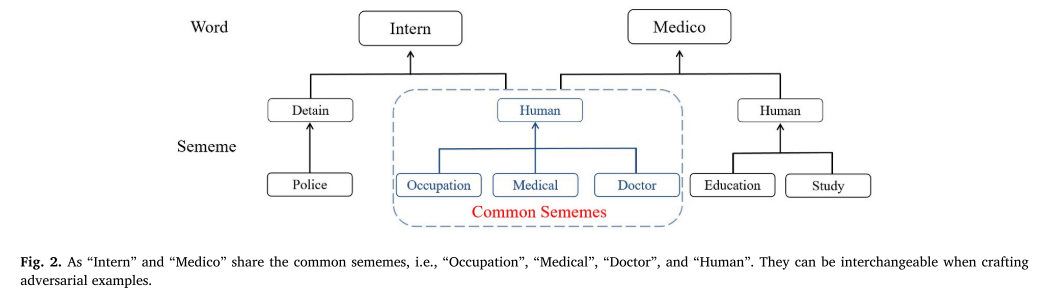 Word
Intern
Medico
Detain
Human
Human
Sememe
Police
Occupation
Medical
Doctor
Education
Study
Common Sememes
Fig. 2. As “Intern” and “Medico” share the common sememes, i.e., “Occupation”, “Medical”, “Doctor”, and “Human”. They can be interchangeable when crafting
adversarial examples.